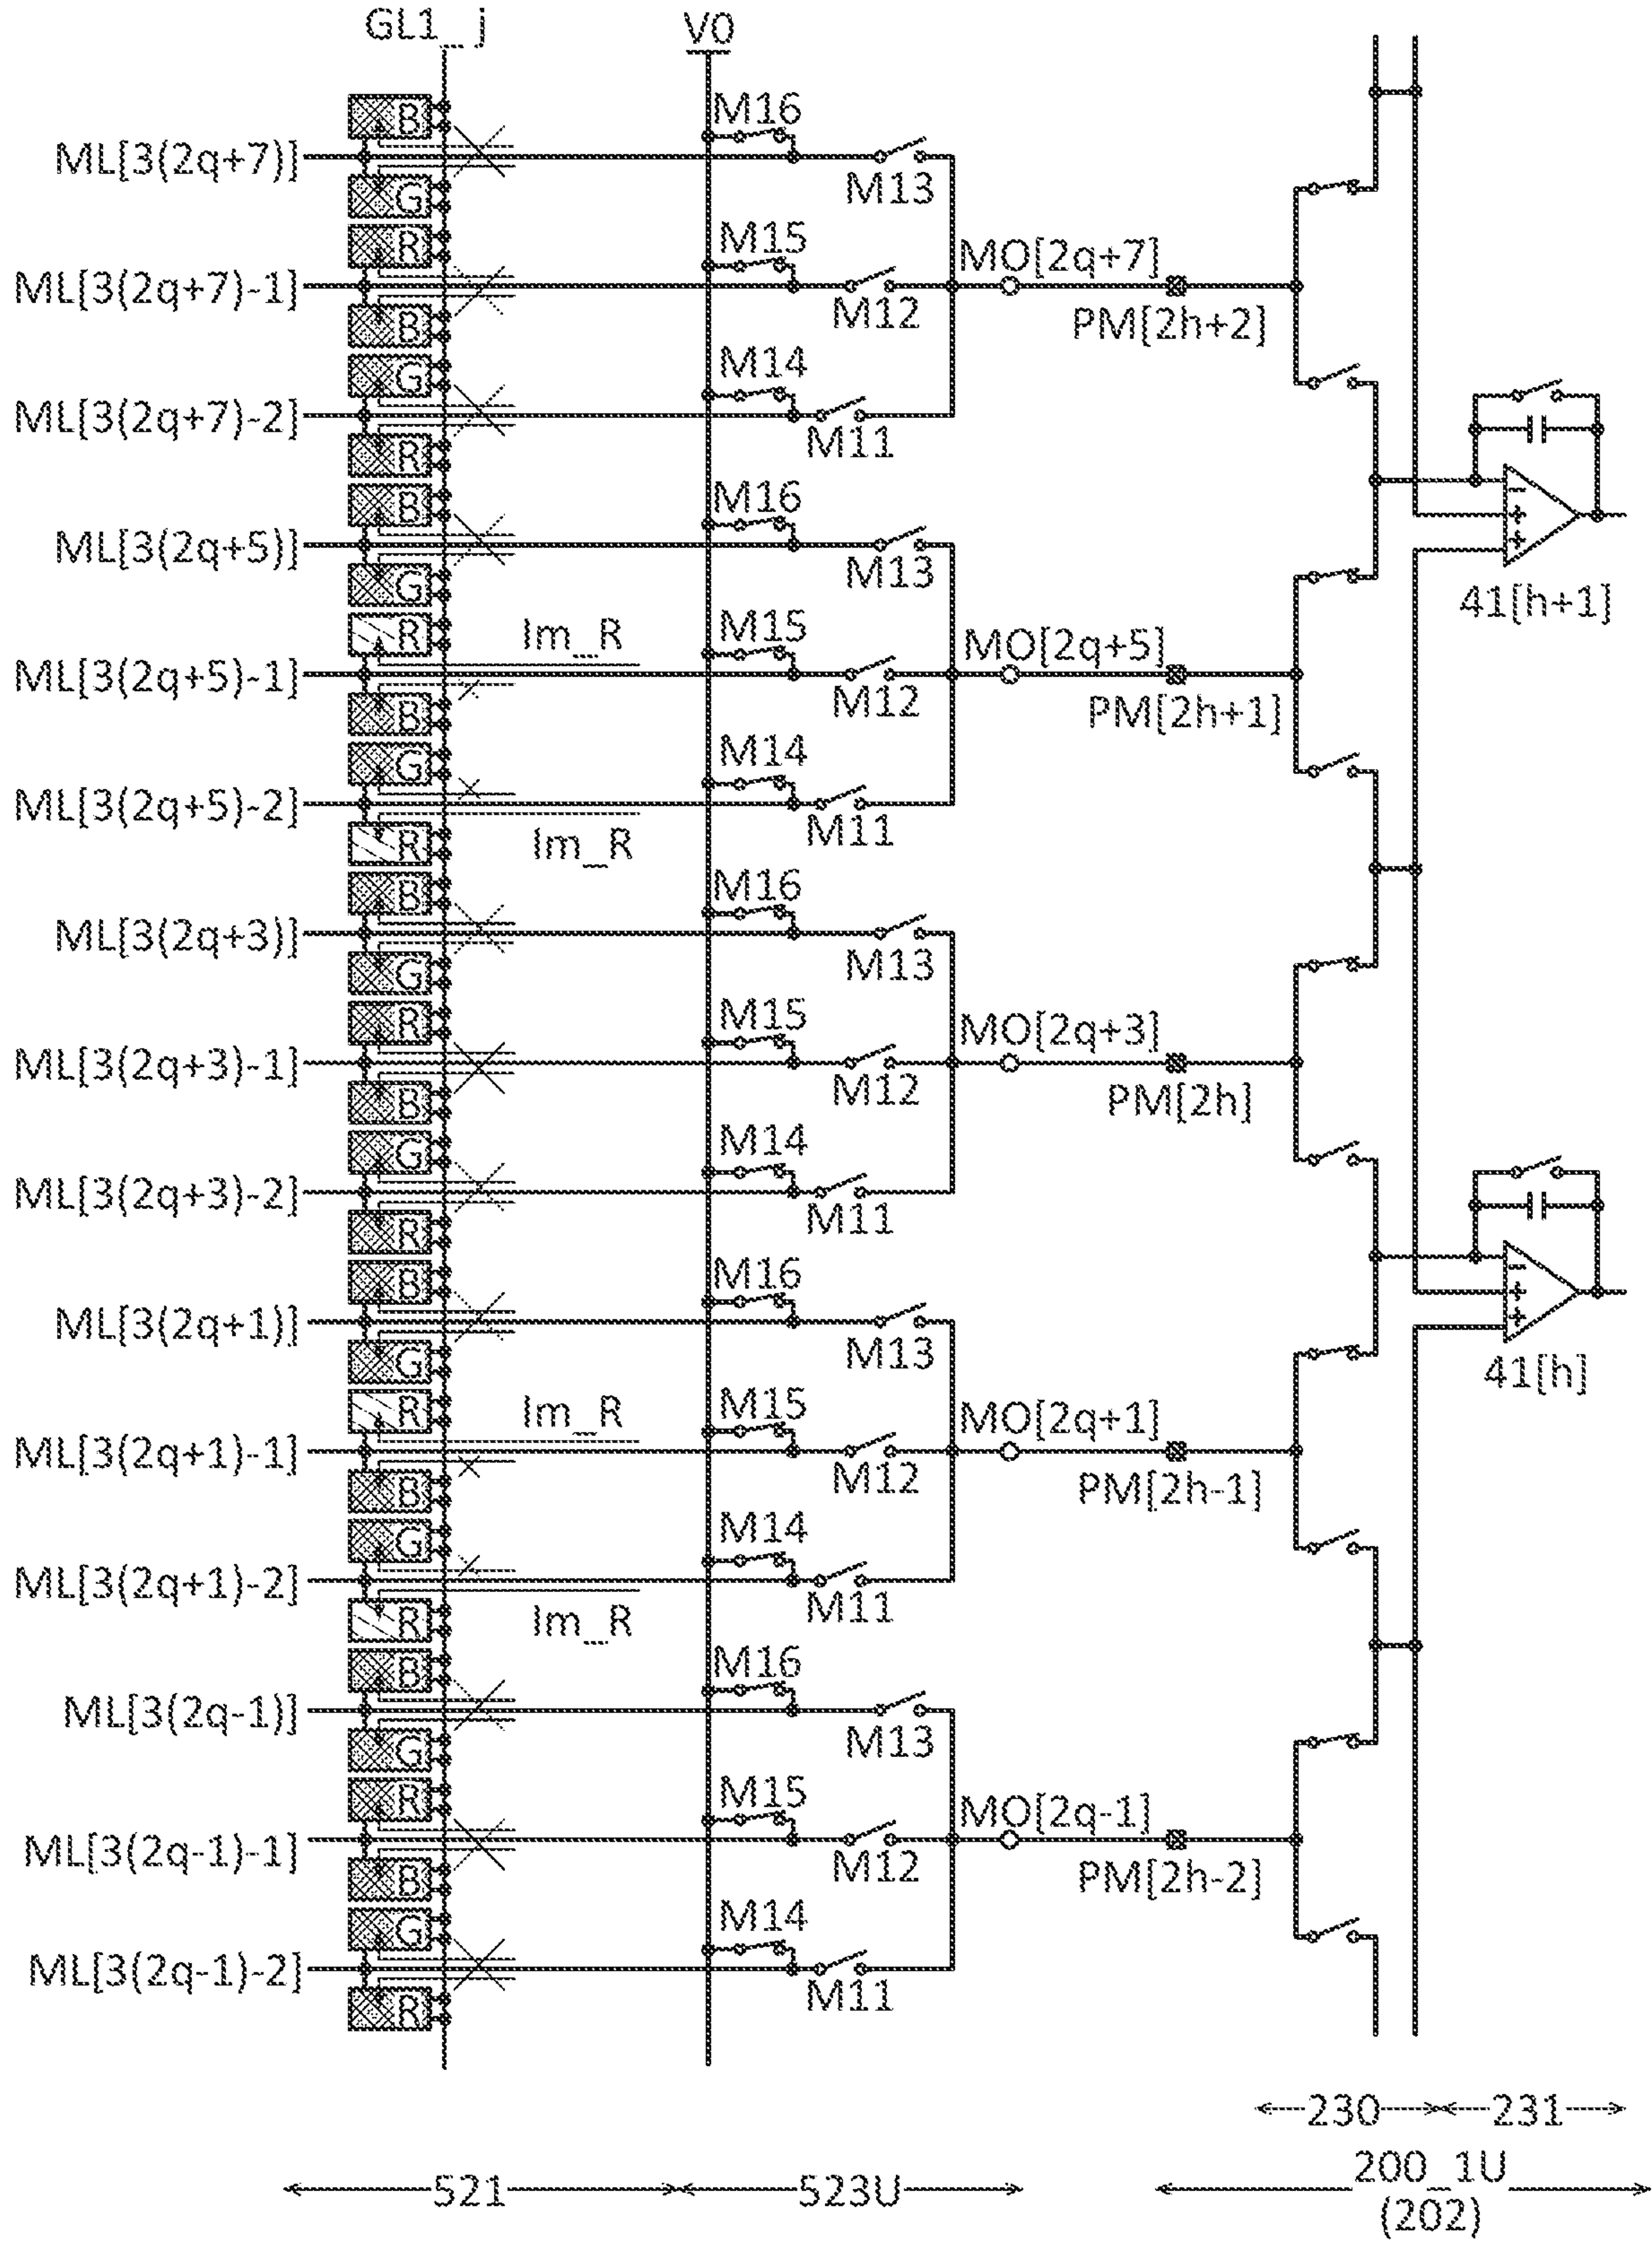 GL1_j V0
B M16
ML[3(2q+7)] M13
G
R M15 MO[2q+7]
ML[3(2q+7)-1] M12
B PM[2h+2]
G M14
ML[3(2q+7)-2] M11
R
B M16
ML[3(2q+5)] M13
G 41[h+1]
R Im_R M15 MO[2q+5]
ML[3(2q+5)-1] M12
B PM[2h+1]
G M14
ML[3(2q+5)-2] M11
R Im_R
B M16
ML[3(2q+3)] M13
G
R M15 MO[2q+3]
ML[3(2q+3)-1] M12
B PM[2h]
G M14
ML[3(2q+3)-2] M11
R
B M16
ML[3(2q+1)] M13
G 41[h]
R Im_R M15 MO[2q+1]
ML[3(2q+1)-1] M12
B PM[2h-1]
G M14
ML[3(2q+1)-2] M11
R Im_R
B M16
ML[3(2q-1)] M13
G
R M15 MO[2q-1]
ML[3(2q-1)-1] M12
B PM[2h-2]
G M14
ML[3(2q-1)-2] M11
R
230 231
521 523U 200_1U
(202)